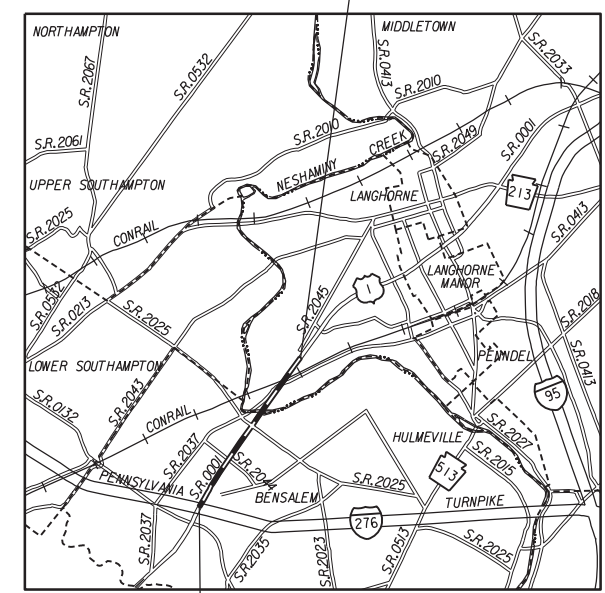 NORTHAMPTON
MIDDLETOWN
S.R.2067
S.R.0532
S.R.0413
S.R.2033
S.R.2010
S.R.2061
S.R.2010
CREEK
S.R.2049
S.R.0001
NESHAMINY
UPPER SOUTHAMPTON
LANGHORNE
213
S.R.2025
CONRAIL
S.R.0413
LANGHORNE
MANOR
1
S.R.0532
S.R.0213
S.R.2025
S.R.2045
S.R.2018
LOWER SOUTHAMPTON
PENNDEL
S.R.0413
S.R.0132
S.R.2043
95
CONRAIL
S.R.2037
HULMEVILLE
S.R.2027
S.R.2015
513
S.R.0001
S.R.2044
PENNSYLVANIA
BENSALEM
S.R.2025
TURNPIKE
276
S.R.2037
S.R.2035
S.R.2023
S.R.0513
S.R.2025